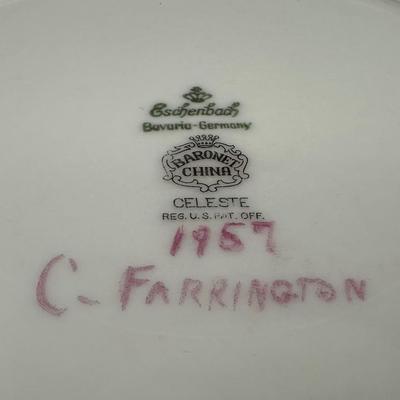 Eschenbach
Bavaria-Germany
BARONET
CHINA
CELESTE
REG. U.S. PAT. OFF.
1957
C- FARRINGTON